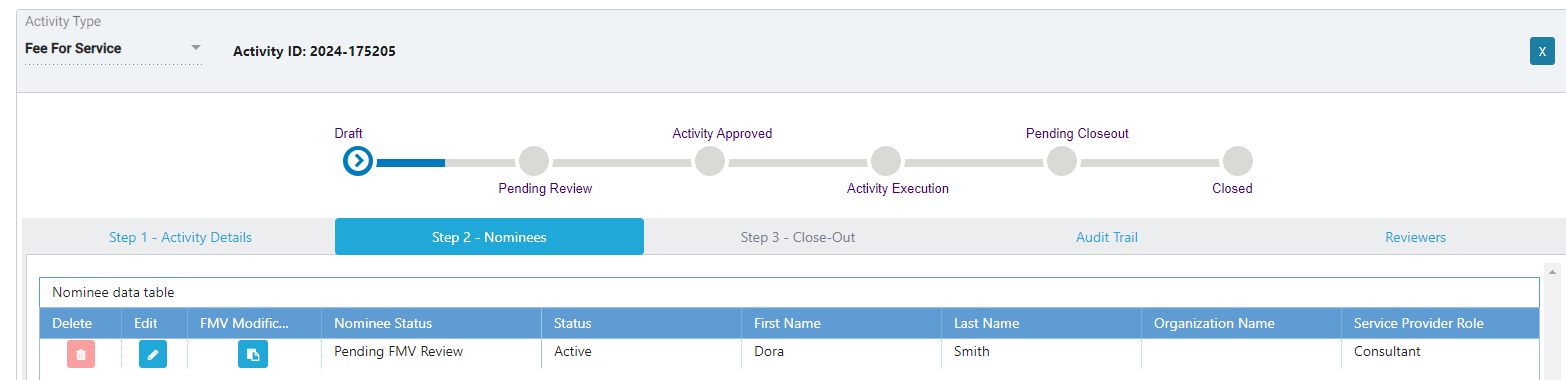 Activity Type
Fee For Service
Activity ID: 2024-175205
X
Draft
Activity Approved
Pending Closeout
Pending Review
Activity Execution
Closed
Step 1 - Activity Details
Step 2 - Nominees
Step 3 - Close-Out
Audit Trail
Reviewers
Nominee data table
Delete Edit FMV Modific... Nominee Status Status First Name Last Name Organization Name Service Provider Role
Pending FMV Review Active Dora Smith Consultant